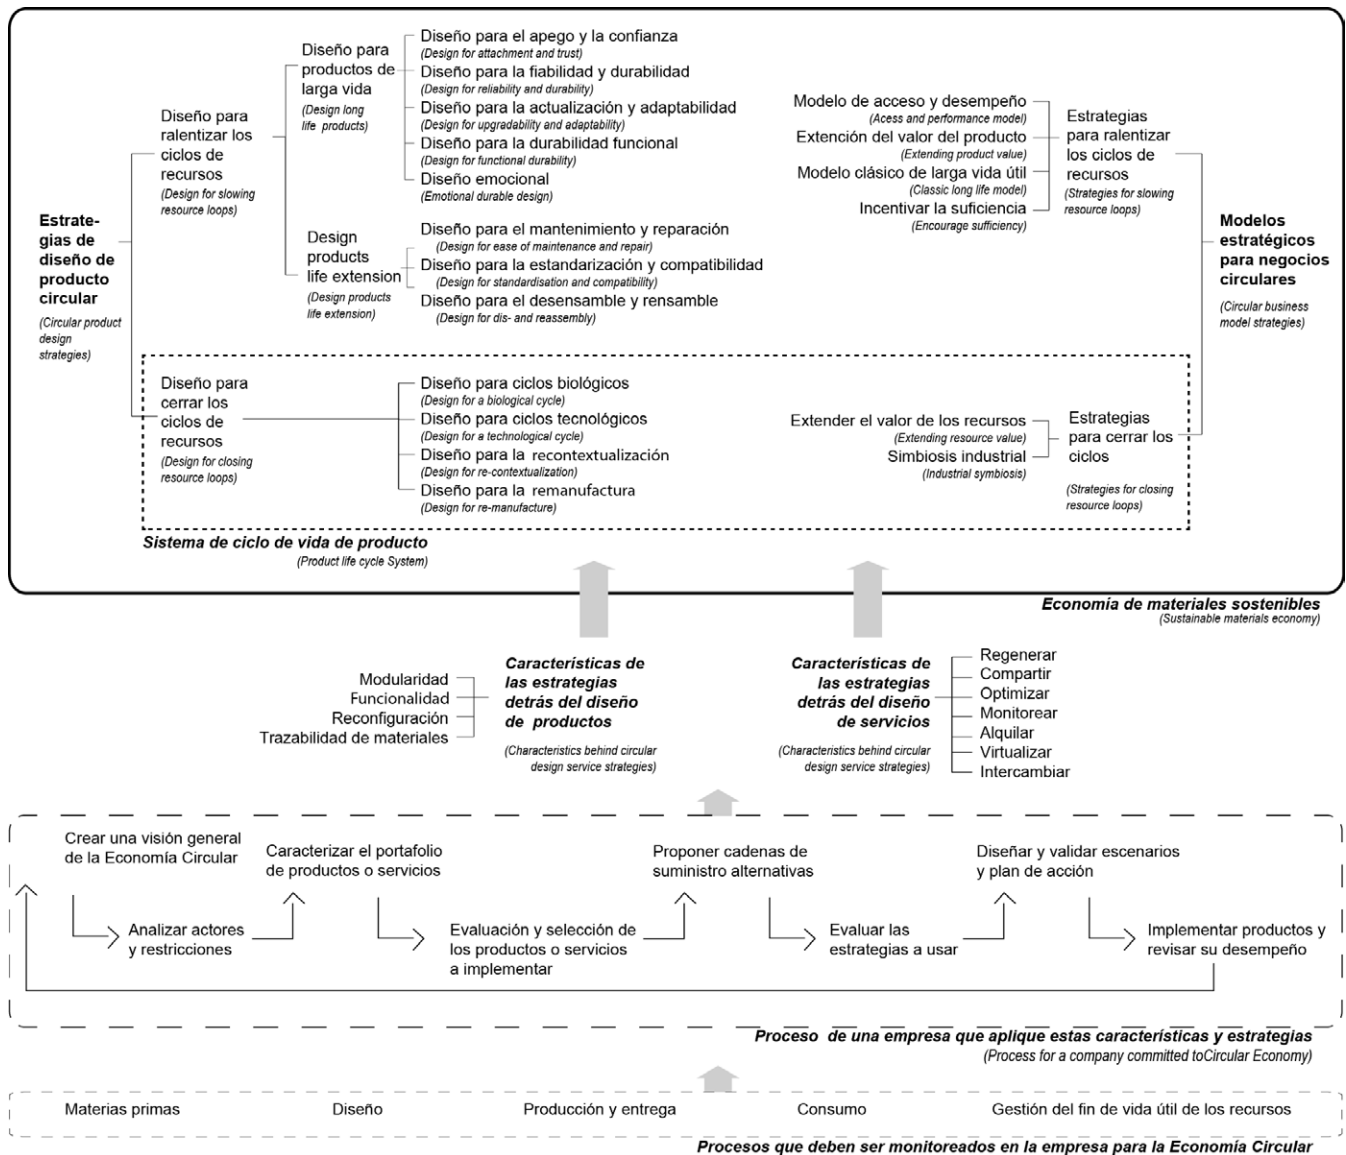 Estrate-
gias de
diseño de
producto
circular
(Circular product
design
strategies)
Diseño para
ralentizar los
ciclos de
recursos
(Design for slowing
resource loops)
Diseño para
productos de
larga vida
(Design long
life products)
Diseño para el apego y la confianza
(Design for attachment and trust)
Diseño para la fiabilidad y durabilidad
(Design for reliability and durability)
Diseño para la actualización y adaptabilidad
(Design for upgradability and adaptability)
Diseño para la durabilidad funcional
(Design for functional durability)
Diseño emocional
(Emotional durable design)
Design
products
life extension
(Design products
life extension)
Diseño para el mantenimiento y reparación
(Design for ease of maintenance and repair)
Diseño para la estandarización y compatibilidad
(Design for standardisation and compatibility)
Diseño para el desensamble y rensamble
(Design for dis- and reassembly)
Modelo de acceso y desempeño
(Acess and performance model)
Extención del valor del producto
(Extending product value)
Modelo clásico de larga vida útil
(Classic long life model)
Incentivar la suficiencia
(Encourage sufficiency)
Estrategias
para ralentizar
los ciclos de
recursos
(Strategies for slowing
resource loops)
Modelos
estratégicos
para negocios
circulares
(Circular business
model strategies)
Diseño para
cerrar los
ciclos de
recursos
(Design for closing
resource loops)
Diseño para ciclos biológicos
(Design for a biological cycle)
Diseño para ciclos tecnológicos
(Design for a technological cycle)
Diseño para la recontextualización
(Design for re-contextualization)
Diseño para la remanufactura
(Design for re-manufacture)
Extender el valor de los recursos
(Extending resource value)
Simbiosis industrial
(Industrial symbiosis)
Estrategias
para cerrar los
ciclos
(Strategies for closing
resource loops)
Sistema de ciclo de vida de producto
(Product life cycle System)
Economía de materiales sostenibles
(Sustainable materials economy)
Modularidad
Funcionalidad
Reconfiguración
Trazabilidad de materiales
Características de
las estrategias
detrás del diseño
de productos
(Characteristics behind circular
design service strategies)
Características de
las estrategias
detrás del diseño
de servicios
(Characteristics behind circular
design service strategies)
Regenerar
Compartir
Optimizar
Monitorear
Alquilar
Virtualizar
Intercambiar
Crear una visión general
de la Economía Circular
Analizar actores
y restricciones
Caracterizar el portafolio
de productos o servicios
Evaluación y selección de
los productos o servicios
a implementar
Proponer cadenas de
suministro alternativas
Evaluar las
estrategias a usar
Diseñar y validar escenarios
y plan de acción
Implementar productos y
revisar su desempeño
Proceso de una empresa que aplique estas características y estrategias
(Process for a company committed toCircular Economy)
Materias primas
Diseño
Producción y entrega
Consumo
Gestión del fin de vida útil de los recursos
Procesos que deben ser monitoreados en la empresa para la Economía Circular